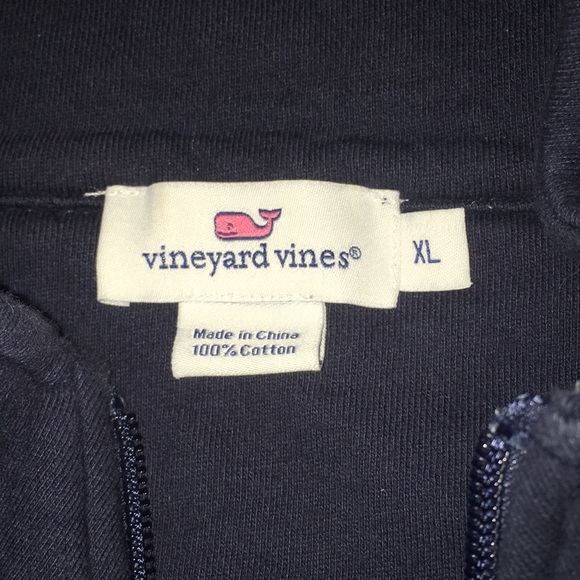 vineyard vines®
XL
Made in China
100% Cotton